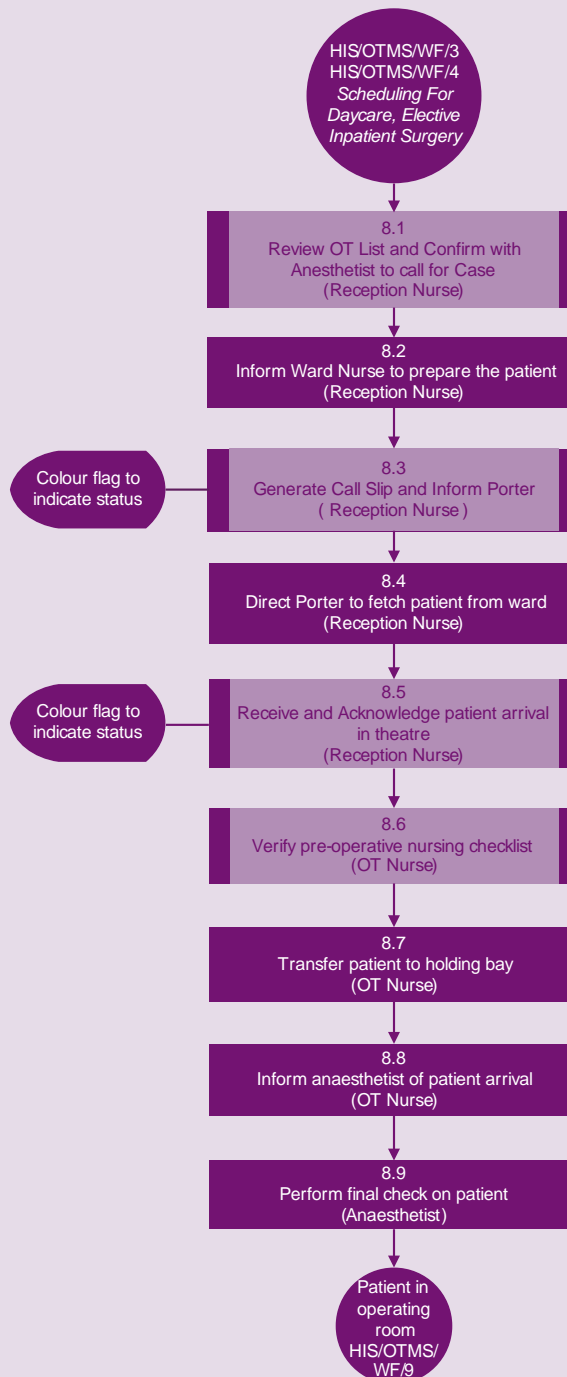 HIS/OTMS/WF/3
HIS/OTMS/WF/4
Scheduling For
Daycare, Elective
Inpatient Surgery
8.1
Review OT List and Confirm with
Anesthetist to call for Case
(Reception Nurse)
8.2
Inform Ward Nurse to prepare the patient
(Reception Nurse)
Colour flag to
indicate status
8.3
Generate Call Slip and Inform Porter
( Reception Nurse )
8.4
Direct Porter to fetch patient from ward
(Reception Nurse)
Colour flag to
indicate status
8.5
Receive and Acknowledge patient arrival
in theatre
(Reception Nurse)
8.6
Verify pre-operative nursing checklist
(OT Nurse)
8.7
Transfer patient to holding bay
(OT Nurse)
8.8
Inform anaesthetist of patient arrival
(OT Nurse)
8.9
Perform final check on patient
(Anaesthetist)
Patient in
operating
room
HIS/OTMS/
WF/9